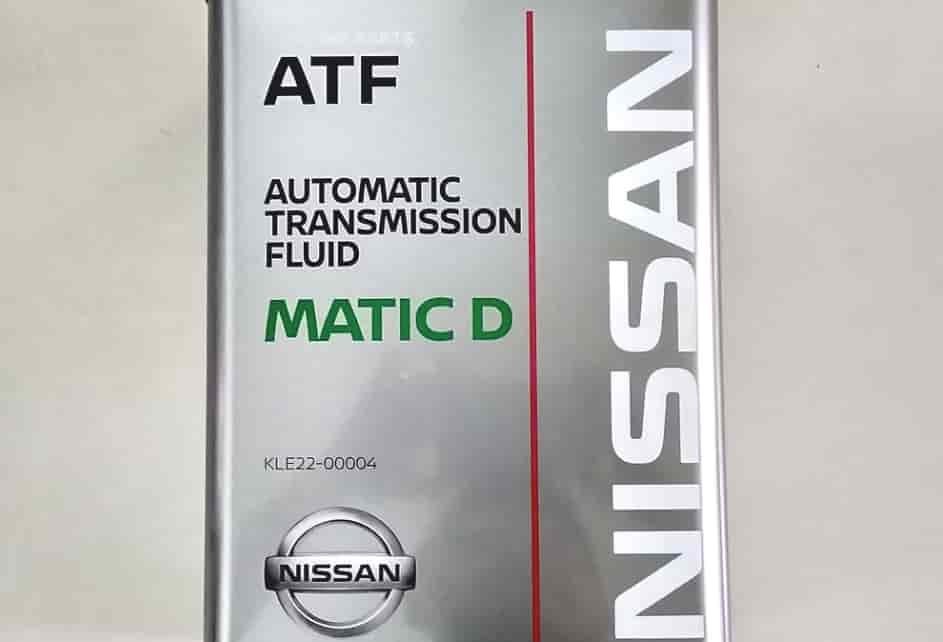 ATF
AUTOMATIC
TRANSMISSION
FLUID
MATIC D
KLE22-00004
NISSAN
NISSAN